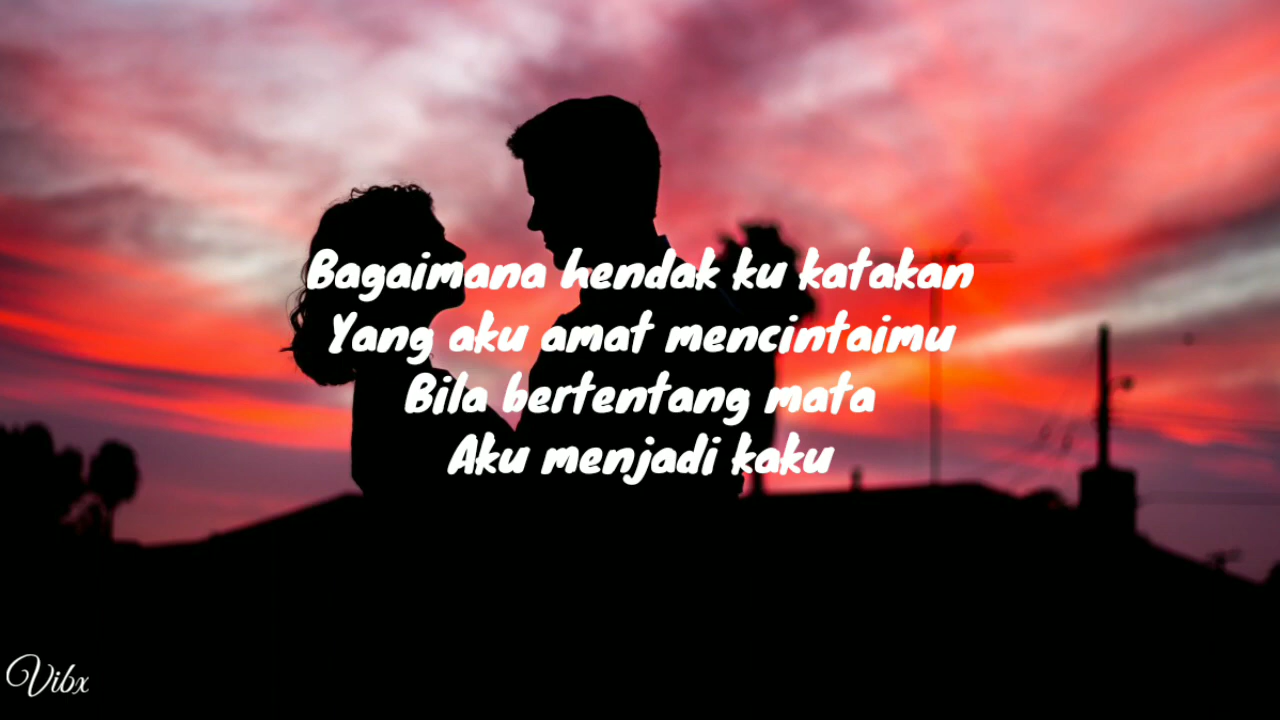 Bagaimana hendak ku katakan
Yang aku amat mencintaimu
Bila bertentang mata
Aku menjadi kaku
Vibx